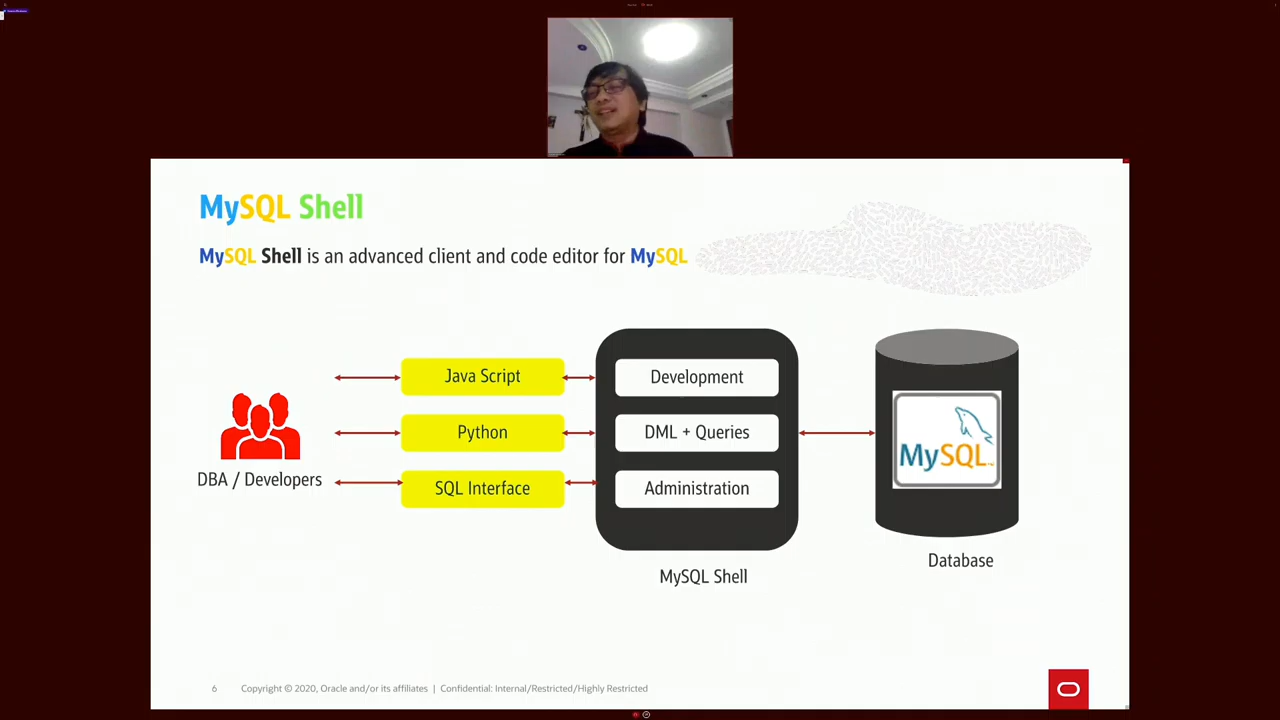 MySQL Shell
MySQL Shell is an advanced client and code editor for MySQL
Java Script
Python
SQL Interface
DBA / Developers
Development
DML + Queries
Administration
MySQL Shell
MySQL
Database
6 Copyright © 2020, Oracle and/or its affiliates | Confidential: Internal/Restricted/Highly Restricted